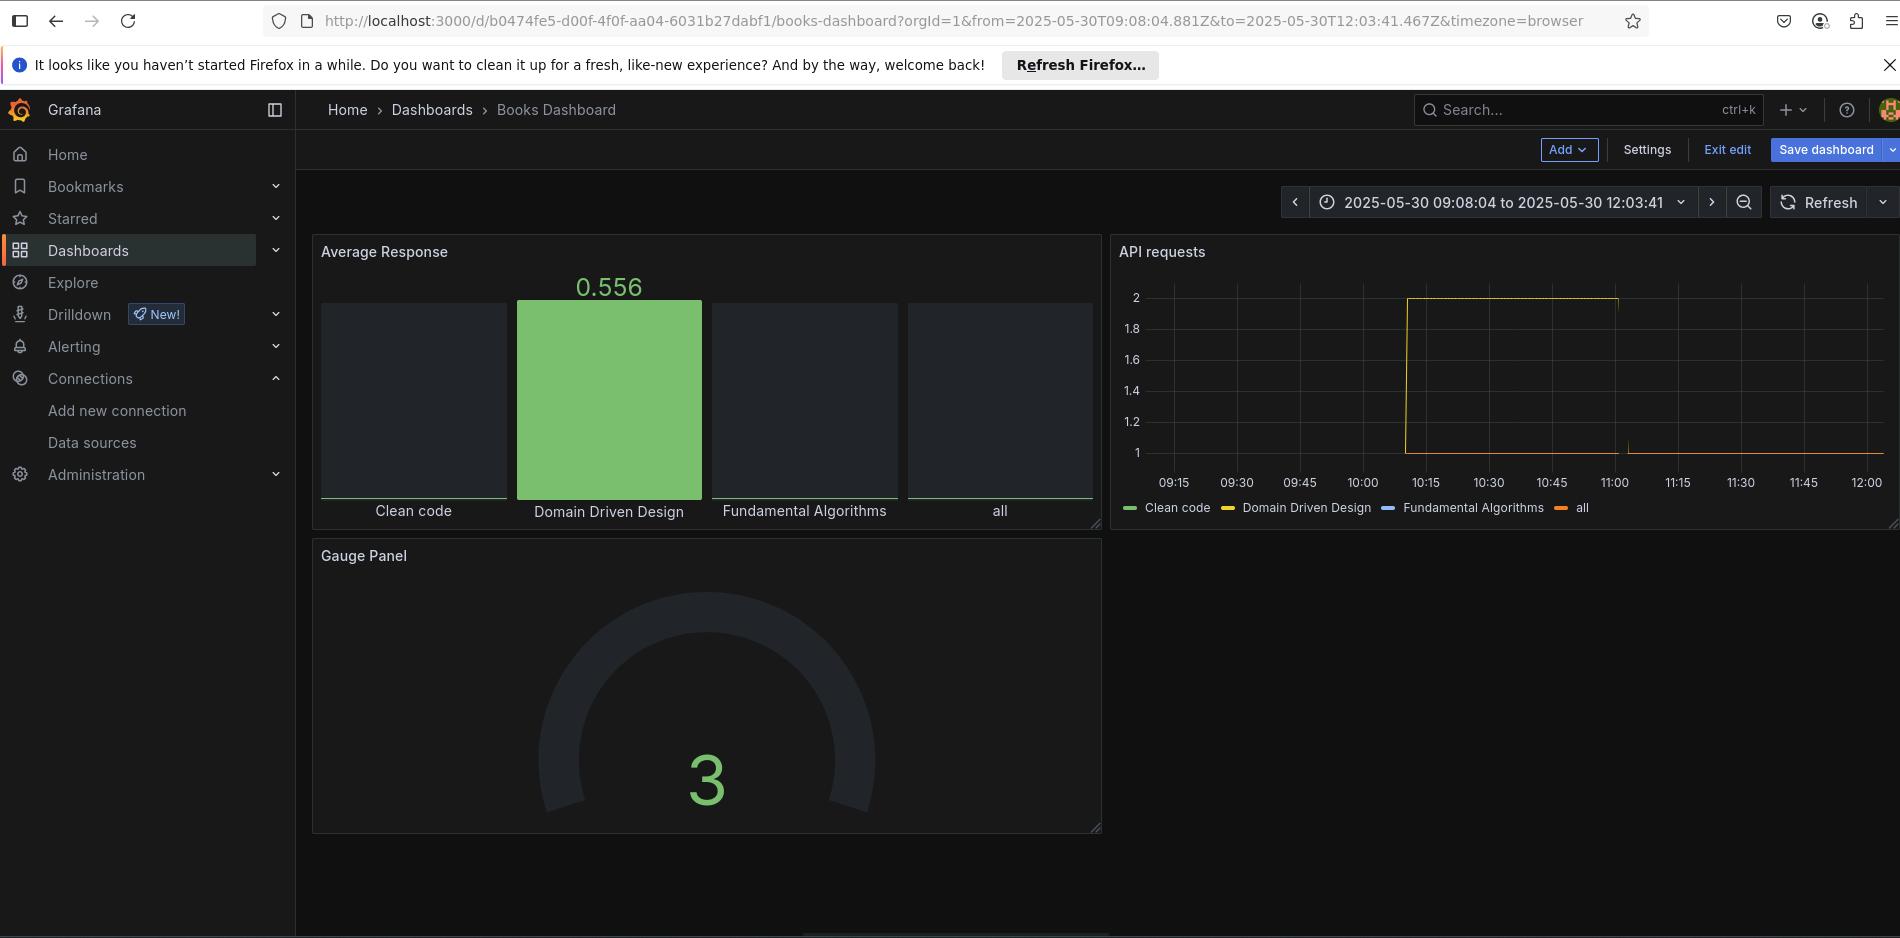 http://localhost:3000/d/b0474fe5-d00f-4f0f-aa04-6031b27dabf1/books-dashboard?orgId=1&from=2025-05-30T09:08:04.881Z&to=2025-05-30T12:03:41.467Z&timezone=browser
It looks like you haven't started Firefox in a while. Do you want to clean it up for a fresh, like-new experience? And by the way, welcome back! Refresh Firefox…
Grafana
Home › Dashboards › Books Dashboard
Search... ctrl+k
Add Settings Exit edit Save dashboard
2025-05-30 09:08:04 to 2025-05-30 12:03:41 Refresh
Home
Bookmarks
Starred
Dashboards
Explore
Drilldown New!
Alerting
Connections
Add new connection
Data sources
Administration
Average Response
0.556
Clean code Domain Driven Design Fundamental Algorithms all
API requests
2
1.8
1.6
1.4
1.2
1
09:15 09:30 09:45 10:00 10:15 10:30 10:45 11:00 11:15 11:30 11:45 12:00
Clean code Domain Driven Design Fundamental Algorithms all
Gauge Panel
3